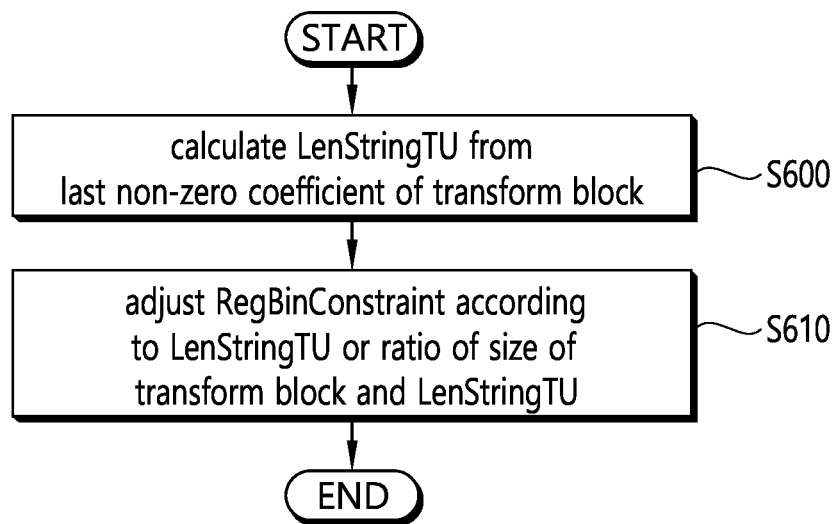 START
calculate LenStringTU from
last non-zero coefficient of transform block
S600
adjust RegBinConstraint according
to LenStringTU or ratio of size of
transform block and LenStringTU
S610
END